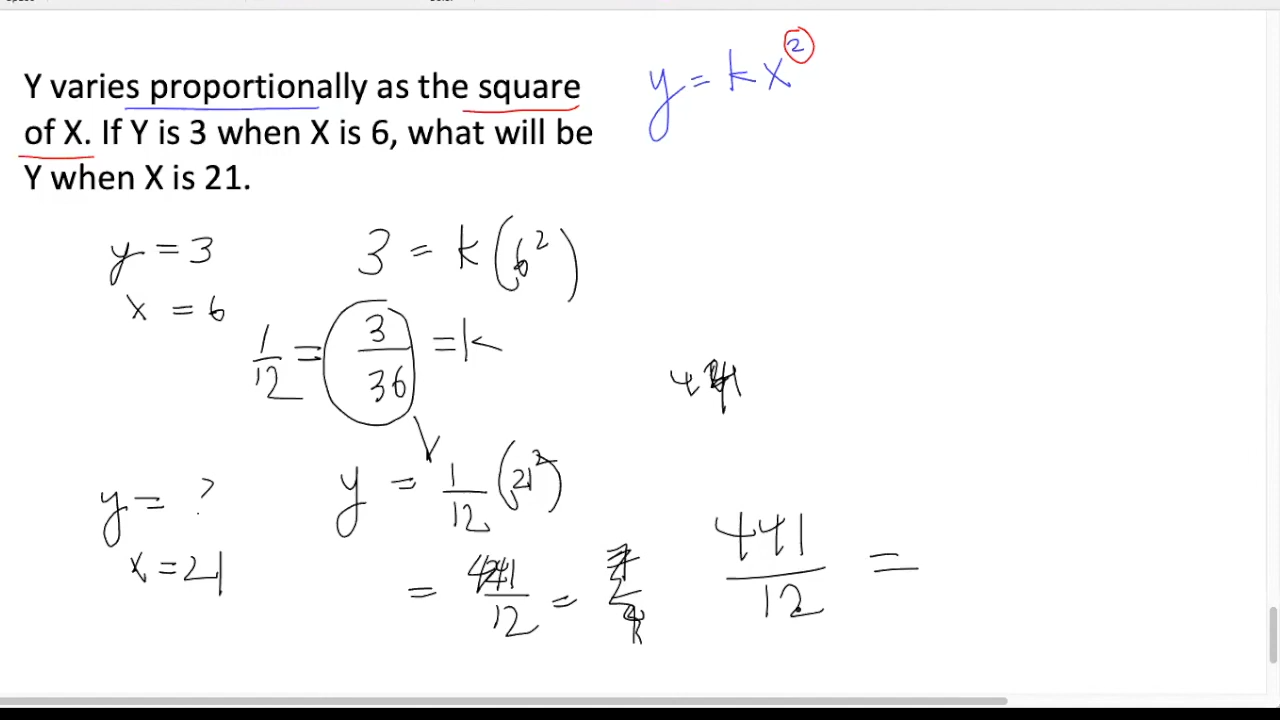 Y varies proportionally as the square
of X. If Y is 3 when X is 6, what will be
Y when X is 21.
y = kx²
y = 3
x = 6
3 = k(6²)
1/12 = 3/36 = k
y = ?
x = 21
y = 1/12 (21²)
= 441/12 =
441/12 =